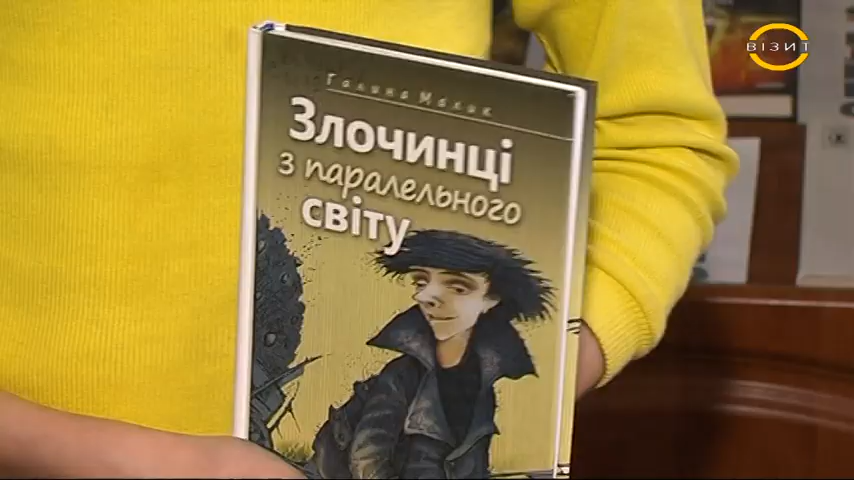 ВІЗИТ
Галина Малик
Злочинці
з паралельного
світу